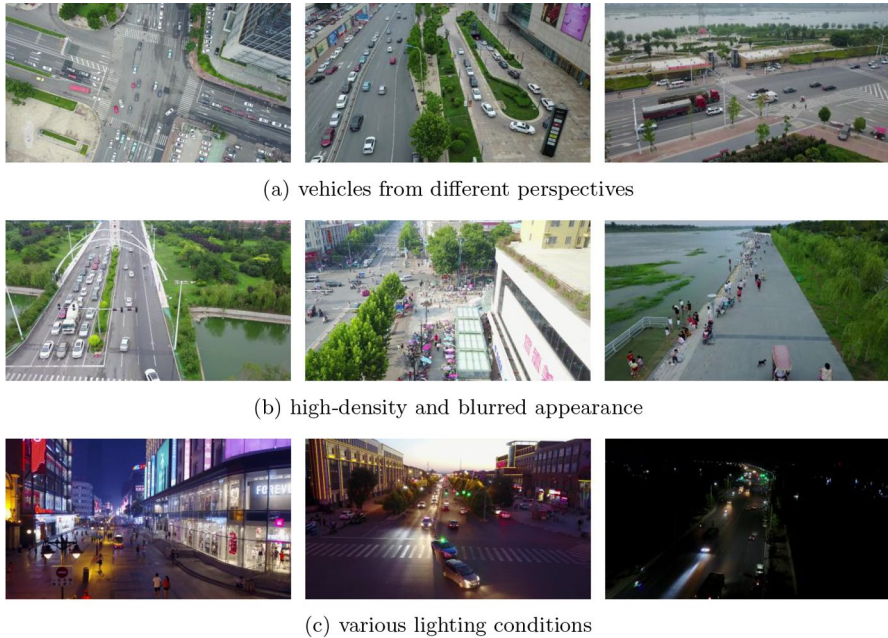 (a) vehicles from different perspectives
(b) high-density and blurred appearance
FOREVE
(c) various lighting conditions